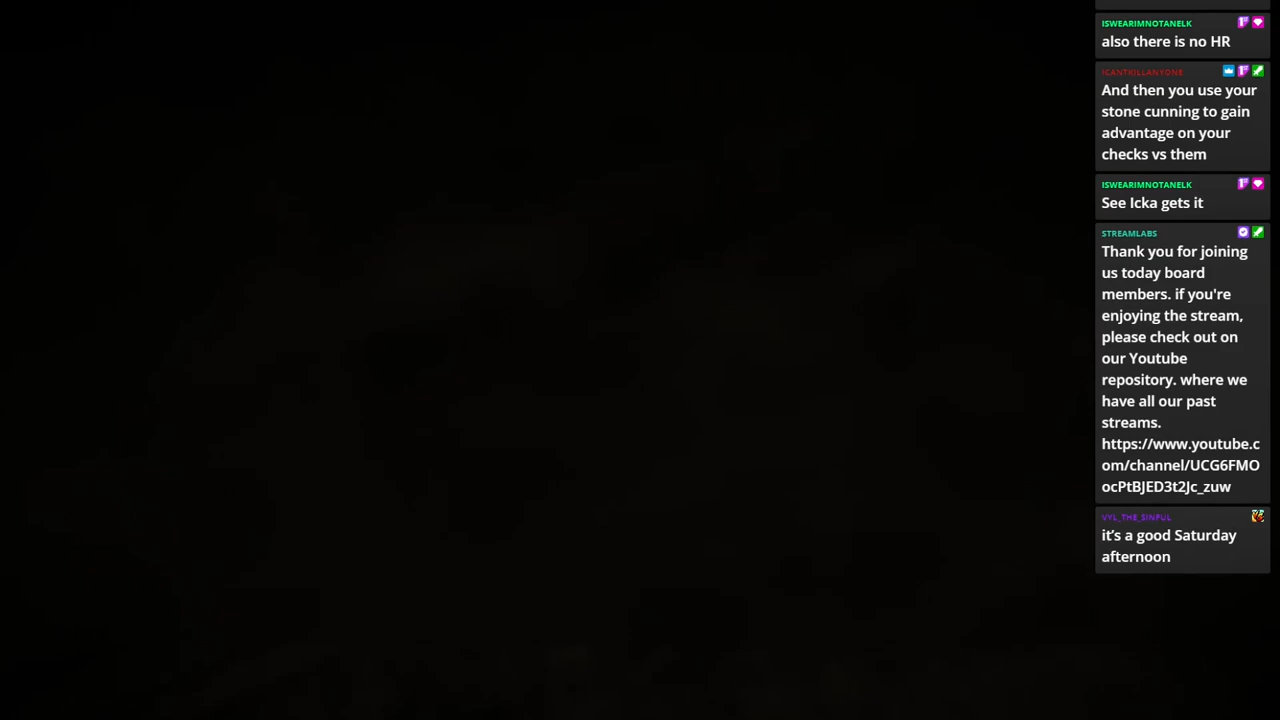 ISWEARIMNOTANELK
also there is no HR
ICANTKILLANYONE
And then you use your
stone cunning to gain
advantage on your
checks vs them
ISWEARIMNOTANELK
See Icka gets it
STREAMLABS
Thank you for joining
us today board
members. if you're
enjoying the stream,
please check out on
our Youtube
repository. where we
have all our past
streams.
https://www.youtube.c
om/channel/UCG6FMO
ocPtBJED3t2Jc_zuw
VYL_THE_SINFUL
it’s a good Saturday
afternoon